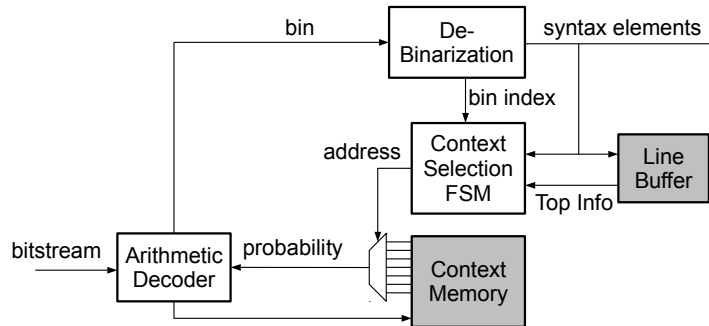 bin
De-
Binarization
syntax elements
bin index
address
Context
Selection
FSM
Line
Buffer
Top Info
bitstream
Arithmetic
Decoder
probability
Context
Memory